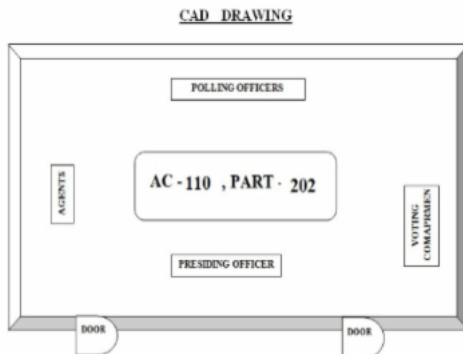 CAD DRAWING
POLLING OFFICERS
AGENTS
AC - 110 , PART - 202
VOTING
COMAPRMEN
PRESIDING OFFICER
DOOR
DOOR